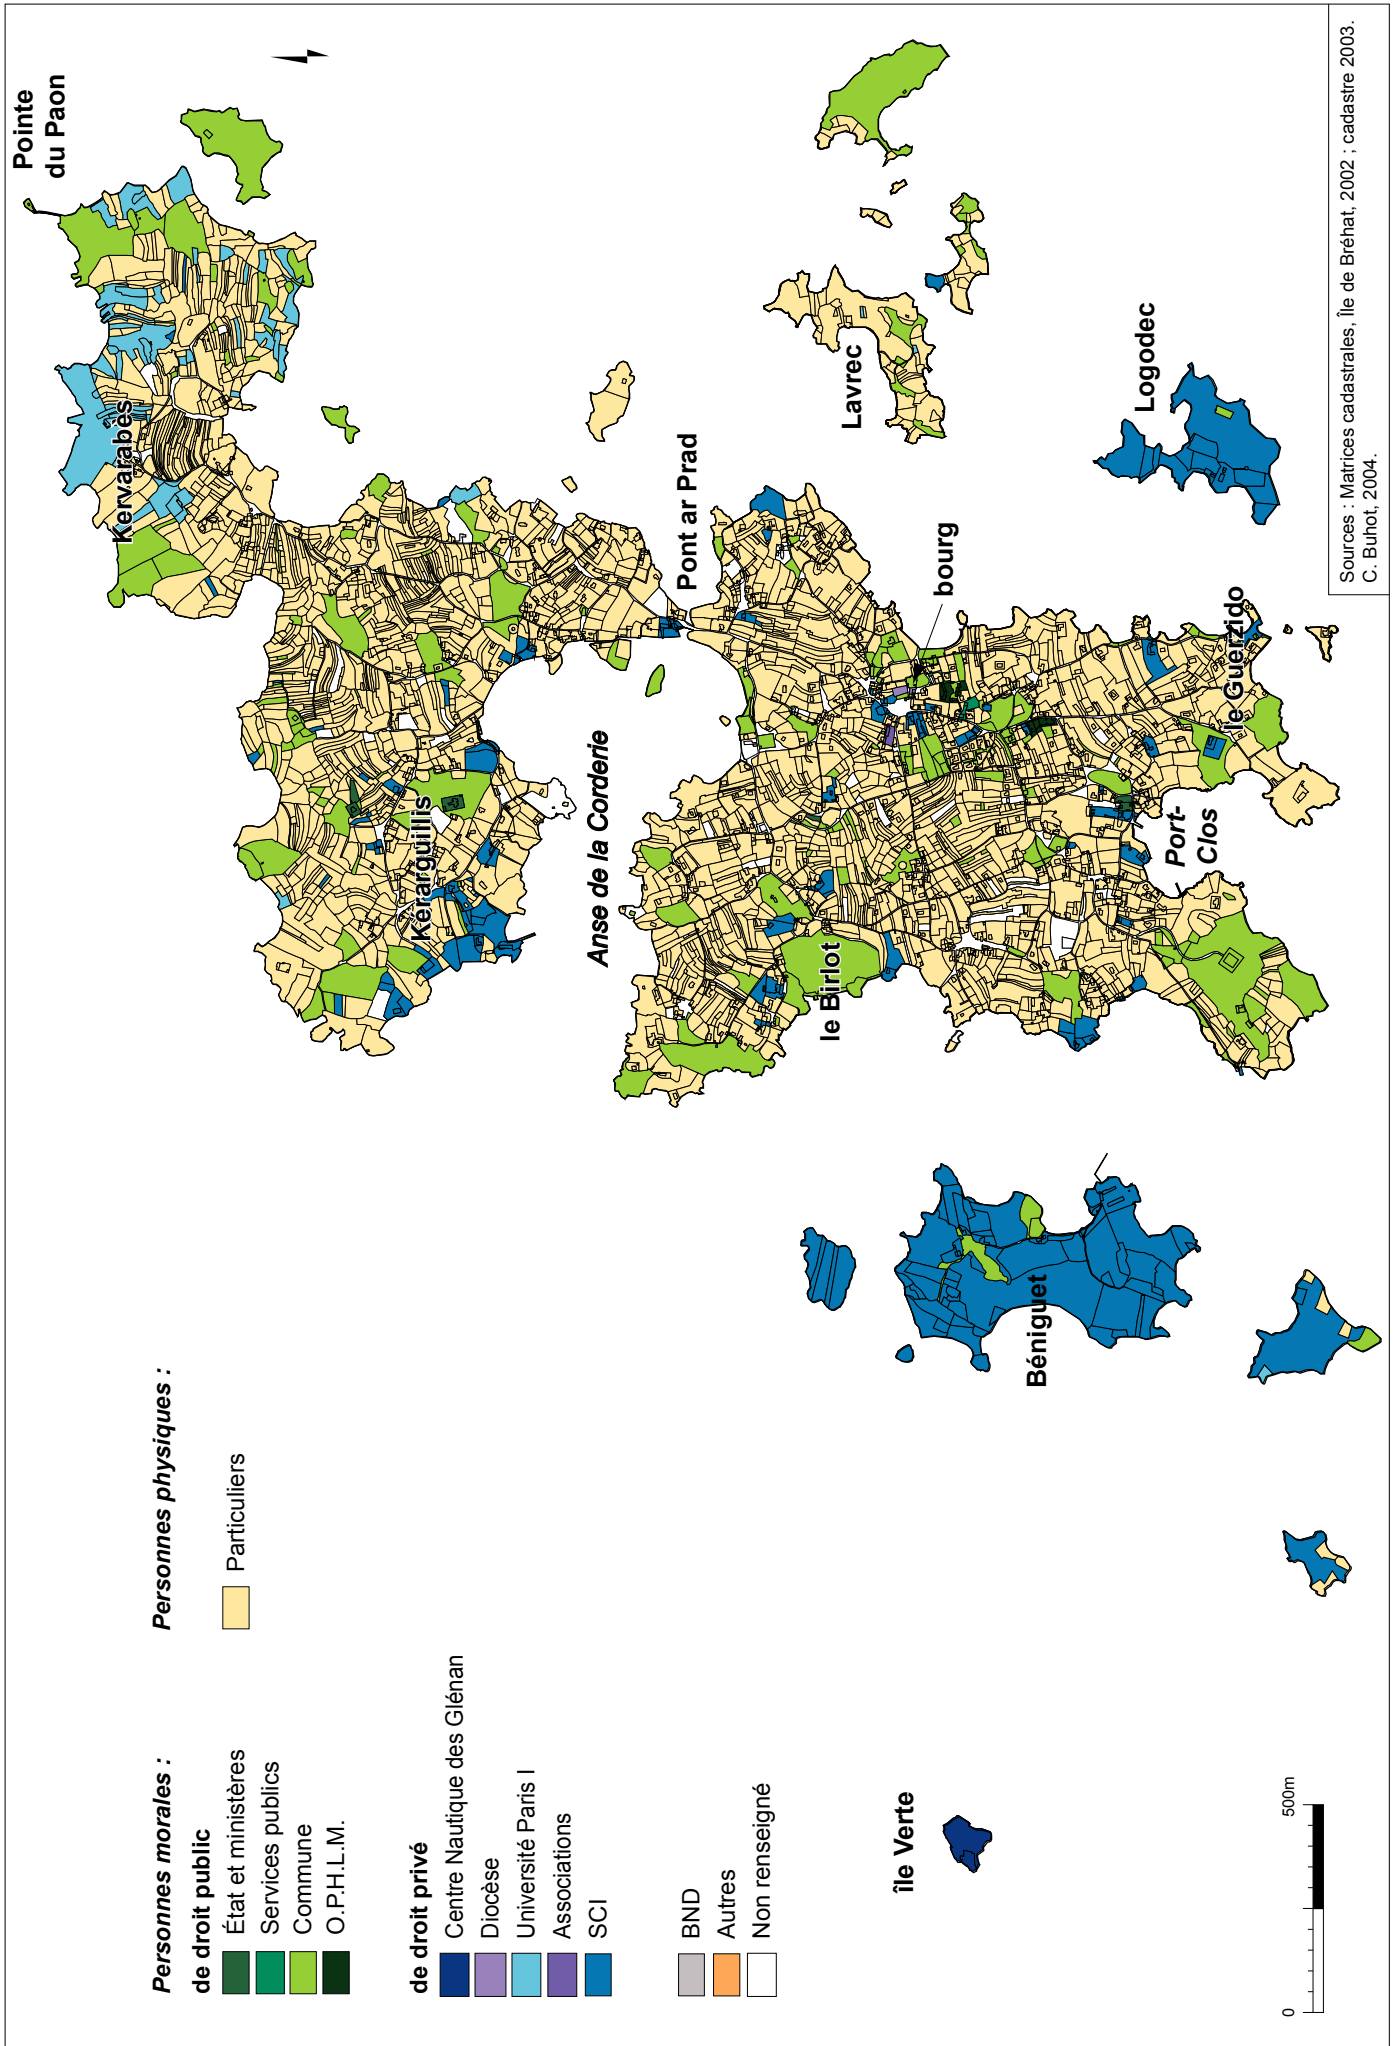 Personnes morales :
de droit public
État et ministères
Services publics
Commune
O.P.H.L.M.
de droit privé
Centre Nautique des Glénan
Diocèse
Université Paris I
Associations
SCI
BND
Autres
Non renseigné
Personnes physiques :
Particuliers
Pointe
du Paon
Kervarabès
Kerarguillis
Anse de la Corderie
Pont ar Prad
Lavrec
Logodec
bourg
le Birlot
Port-
Clos
le Guerzido
Béniguet
île Verte
0
500m
Sources : Matrices cadastrales, Île de Bréhat, 2002 ; cadastre 2003.
C. Buhot, 2004.